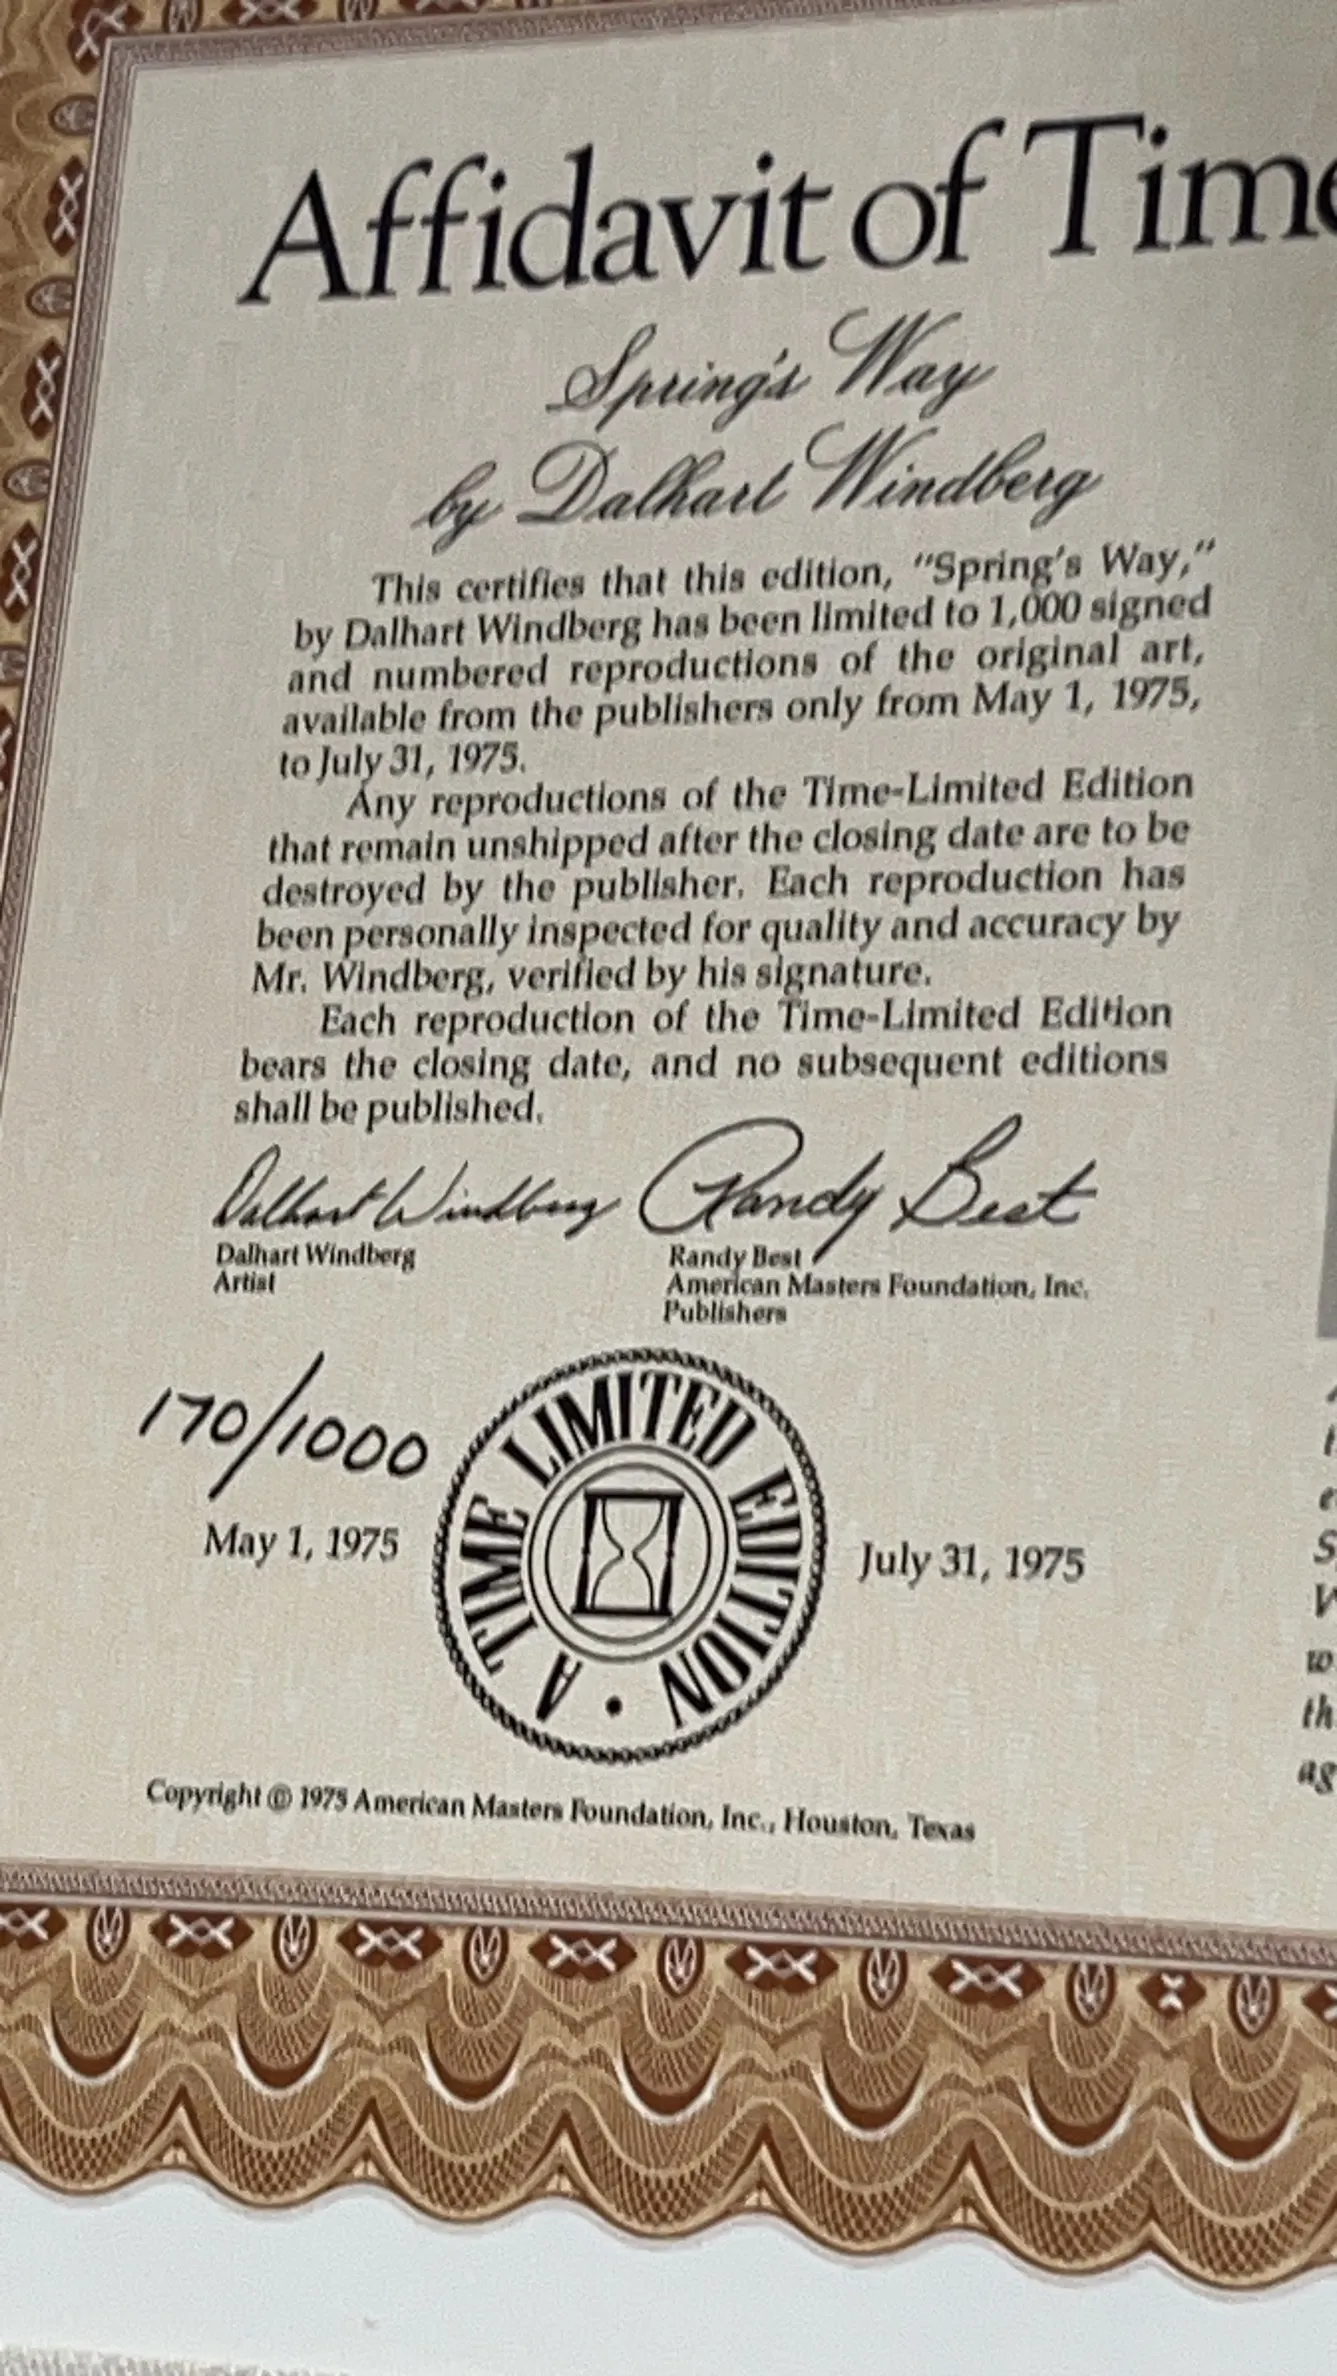 Affidavit of Time
Spring's Way
by Dalhart Windberg
This certifies that this edition, "Spring's Way,"
by Dalhart Windberg has been limited to 1,000 signed
and numbered reproductions of the original art,
available from the publishers only from May 1, 1975,
to July 31, 1975.
Any reproductions of the Time-Limited Edition
that remain unshipped after the closing date are to be
destroyed by the publisher. Each reproduction has
been personally inspected for quality and accuracy by
Mr. Windberg, verified by his signature.
Each reproduction of the Time-Limited Edition
bears the closing date, and no subsequent editions
shall be published.
Dalhart Windberg Randy Best
Dalhart Windberg Randy Best
Artist American Masters Foundation, Inc.
Publishers
170/1000
A TIME LIMITED EDITION •
May 1, 1975 July 31, 1975
Copyright © 1975 American Masters Foundation, Inc., Houston, Texas